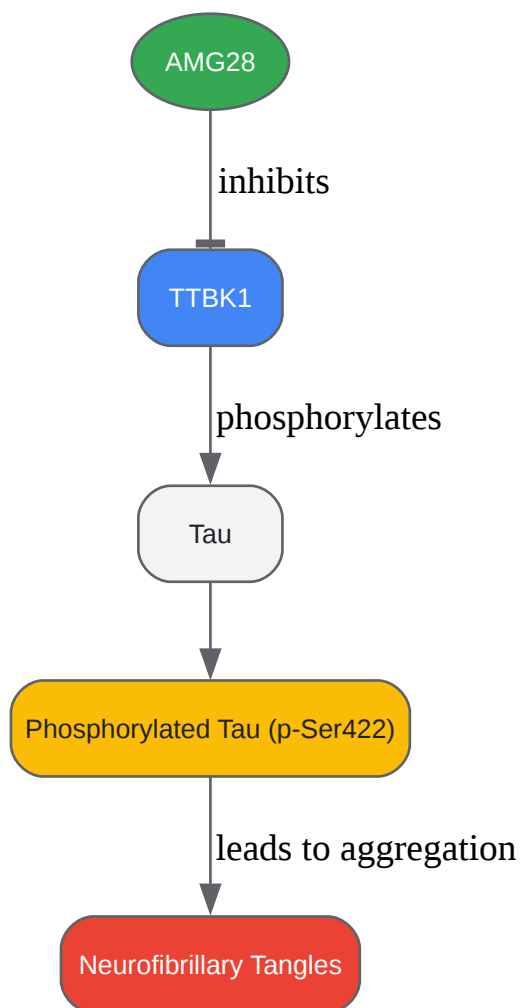 AMG28
inhibits
TTBK1
phosphorylates
Tau
Phosphorylated Tau (p-Ser422)
leads to aggregation
Neurofibrillary Tangles